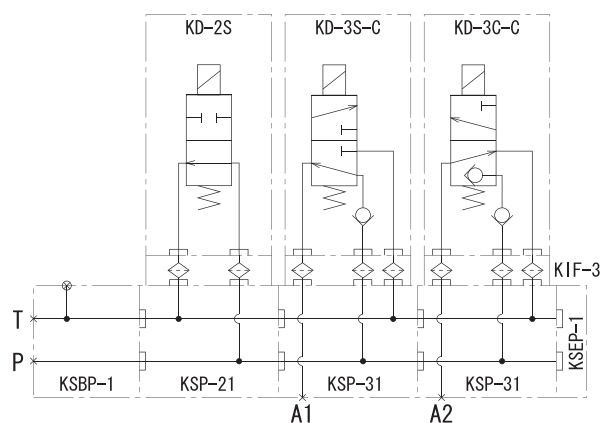 KD-2S
KD-3S-C
KD-3C-C
KIF-3
T
P
KSBP-1
KSP-21
KSP-31
KSP-31
KSEP-1
A1
A2